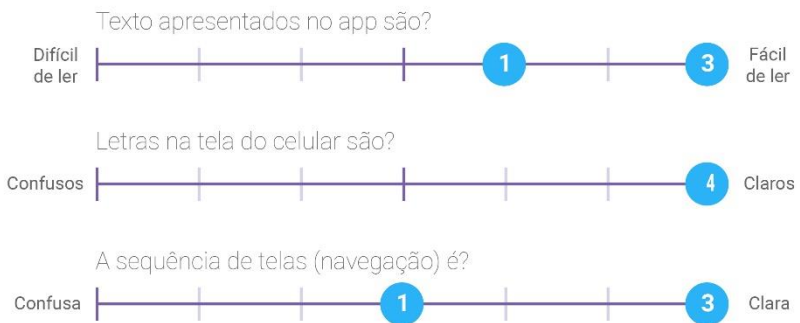 Texto apresentados no app são?
Difícil
de ler
1
3
Fácil
de ler
Letras na tela do celular são?
Confusos
4
Claros
A sequência de telas (navegação) é?
Confusa
1
3
Clara